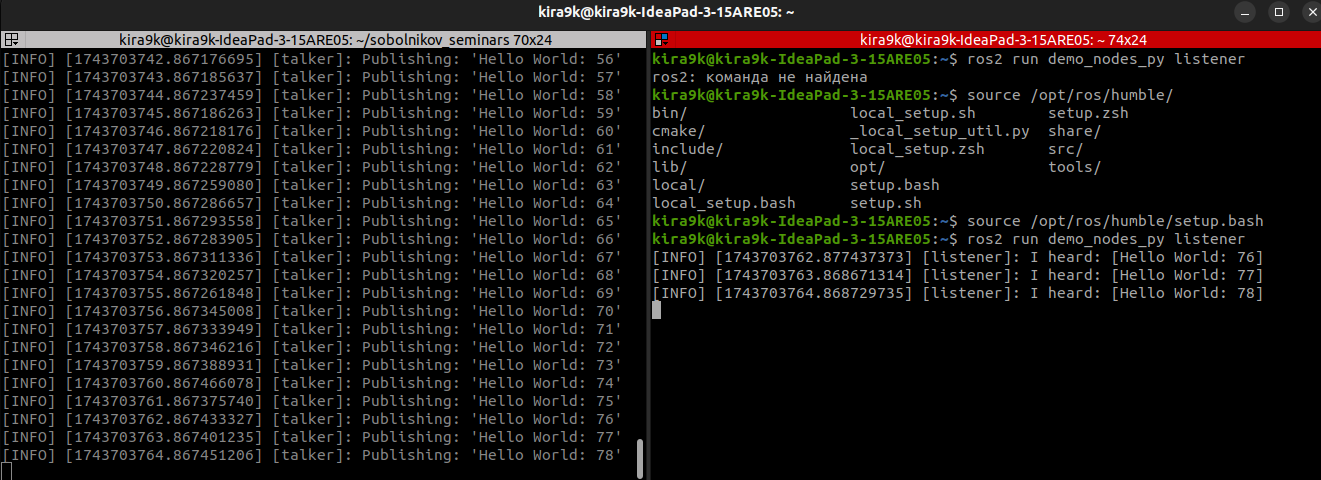 kira9k@kira9k-IdeaPad-3-15ARE05: ~
kira9k@kira9k-IdeaPad-3-15ARE05: ~/sobolnikov_seminars 70x24
[INFO] [1743703742.867176695] [talker]: Publishing: 'Hello World: 56'
[INFO] [1743703743.867185637] [talker]: Publishing: 'Hello World: 57'
[INFO] [1743703744.867237459] [talker]: Publishing: 'Hello World: 58'
[INFO] [1743703745.867186263] [talker]: Publishing: 'Hello World: 59'
[INFO] [1743703746.867218176] [talker]: Publishing: 'Hello World: 60'
[INFO] [1743703747.867220824] [talker]: Publishing: 'Hello World: 61'
[INFO] [1743703748.867228779] [talker]: Publishing: 'Hello World: 62'
[INFO] [1743703749.867259080] [talker]: Publishing: 'Hello World: 63'
[INFO] [1743703750.867286657] [talker]: Publishing: 'Hello World: 64'
[INFO] [1743703751.867293558] [talker]: Publishing: 'Hello World: 65'
[INFO] [1743703752.867283905] [talker]: Publishing: 'Hello World: 66'
[INFO] [1743703753.867311336] [talker]: Publishing: 'Hello World: 67'
[INFO] [1743703754.867320257] [talker]: Publishing: 'Hello World: 68'
[INFO] [1743703755.867261848] [talker]: Publishing: 'Hello World: 69'
[INFO] [1743703756.867345008] [talker]: Publishing: 'Hello World: 70'
[INFO] [1743703757.867333949] [talker]: Publishing: 'Hello World: 71'
[INFO] [1743703758.867346216] [talker]: Publishing: 'Hello World: 72'
[INFO] [1743703759.867388931] [talker]: Publishing: 'Hello World: 73'
[INFO] [1743703760.867466078] [talker]: Publishing: 'Hello World: 74'
[INFO] [1743703761.867375740] [talker]: Publishing: 'Hello World: 75'
[INFO] [1743703762.867433327] [talker]: Publishing: 'Hello World: 76'
[INFO] [1743703763.867401235] [talker]: Publishing: 'Hello World: 77'
[INFO] [1743703764.867451206] [talker]: Publishing: 'Hello World: 78'
kira9k@kira9k-IdeaPad-3-15ARE05: ~ 74x24
kira9k@kira9k-IdeaPad-3-15ARE05:~$ ros2 run demo_nodes_py listener
ros2: команда не найдена
kira9k@kira9k-IdeaPad-3-15ARE05:~$ source /opt/ros/humble/
bin/ local_setup.sh setup.zsh
cmake/ _local_setup_util.py share/
include/ local_setup.zsh src/
lib/ opt/ tools/
local/ setup.bash
local_setup.bash setup.sh
kira9k@kira9k-IdeaPad-3-15ARE05:~$ source /opt/ros/humble/setup.bash
kira9k@kira9k-IdeaPad-3-15ARE05:~$ ros2 run demo_nodes_py listener
[INFO] [1743703762.877437373] [listener]: I heard: [Hello World: 76]
[INFO] [1743703763.868671314] [listener]: I heard: [Hello World: 77]
[INFO] [1743703764.868729735] [listener]: I heard: [Hello World: 78]